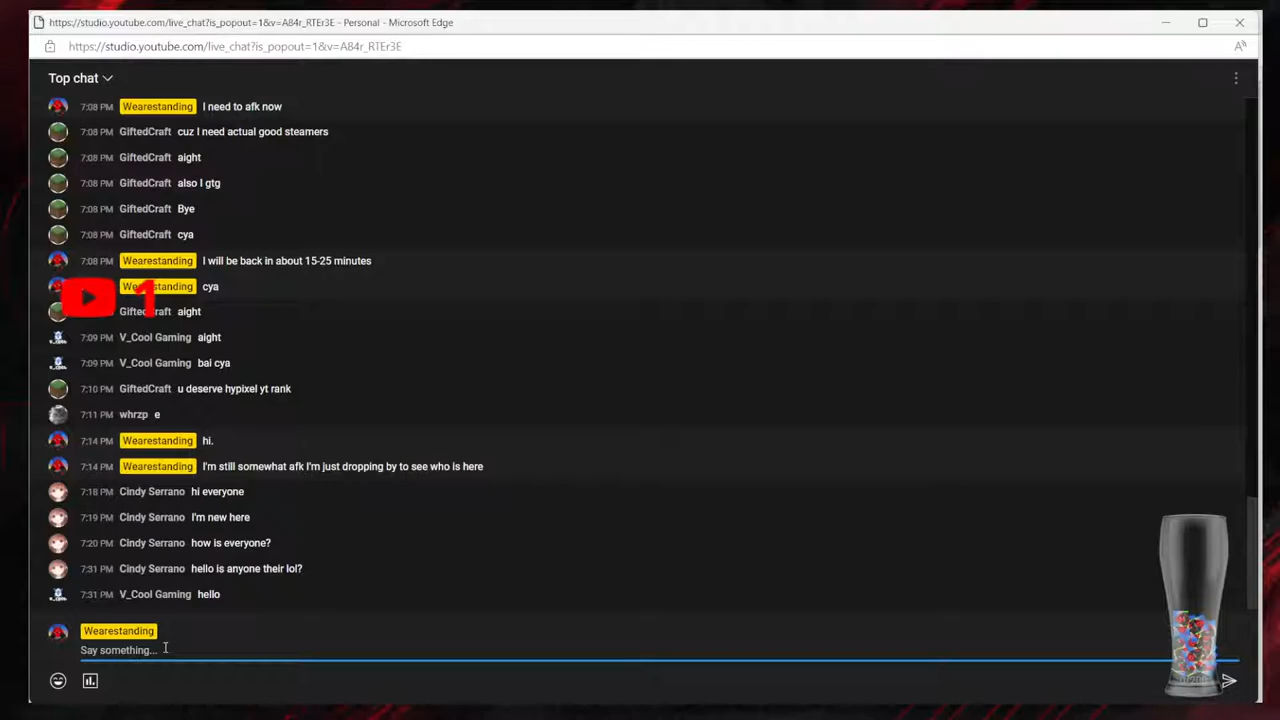 https://studio.youtube.com/live_chat?is_popout=1&v=A84r_RTEr3E - Personal - Microsoft Edge
https://studio.youtube.com/live_chat?is_popout=1&v=A84r_RTEr3E
Top chat
7:08 PM Wearestanding I need to afk now
7:08 PM GiftedCraft cuz I need actual good steamers
7:08 PM GiftedCraft aight
7:08 PM GiftedCraft also I gtg
7:08 PM GiftedCraft Bye
7:08 PM GiftedCraft cya
7:08 PM Wearestanding I will be back in about 15-25 minutes
Wearestanding cya
1
GiftedCraft aight
7:09 PM V_Cool Gaming aight
7:09 PM V_Cool Gaming bai cya
7:10 PM GiftedCraft u deserve hypixel yt rank
7:11 PM whrzp e
7:14 PM Wearestanding hi.
7:14 PM Wearestanding I'm still somewhat afk I'm just dropping by to see who is here
7:18 PM Cindy Serrano hi everyone
7:19 PM Cindy Serrano I'm new here
7:20 PM Cindy Serrano how is everyone?
7:31 PM Cindy Serrano hello is anyone their lol?
7:31 PM V_Cool Gaming hello
Wearestanding
Say something...